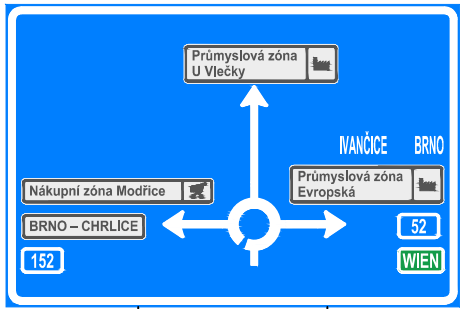 Průmyslová zóna
U Vlečky
IVANČICE BRNO
Průmyslová zóna
Evropská
Nákupní zóna Modřice
BRNO – CHRLICE
52
152
WIEN